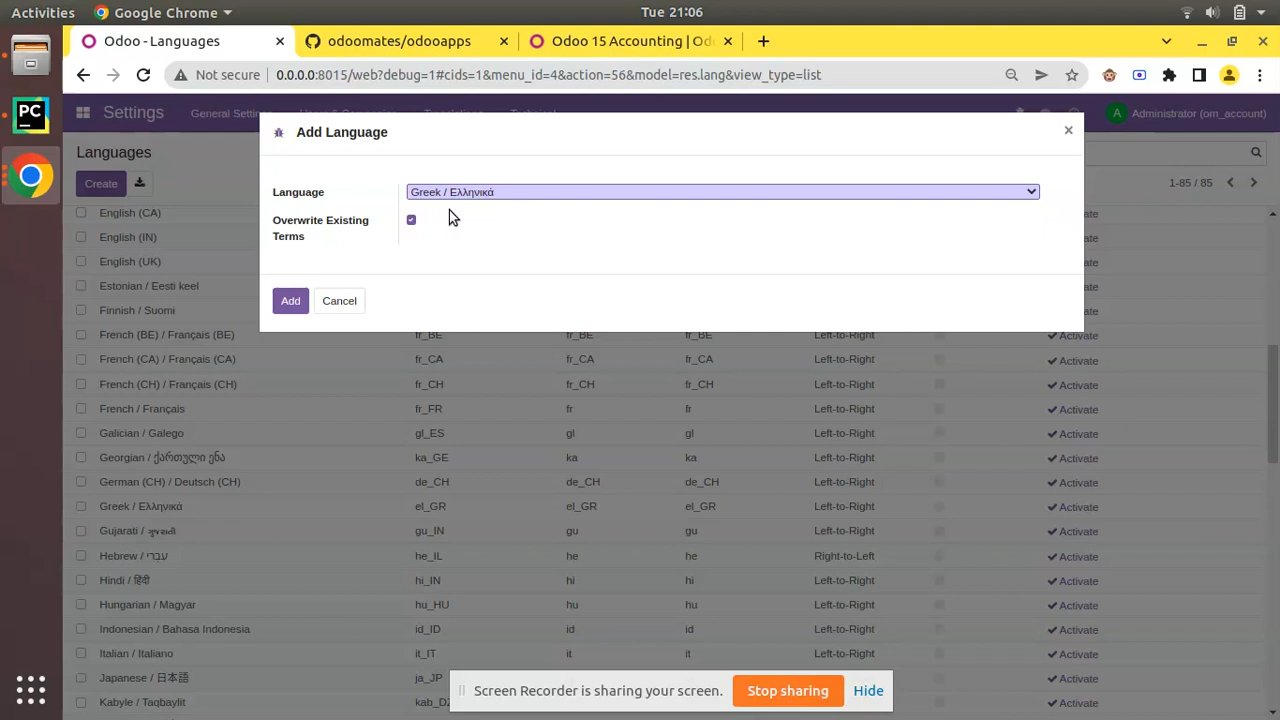 Activities Google Chrome Tue 21:06
Odoo - Languages odoomates/odooapps Odoo 15 Accounting | Od
Not secure 0.0.0.0:8015/web?debug=1#cids=1&menu_id=4&action=56&model=res.lang&view_type=list
Settings General Settings Technical A Administrator (om_account)
Add Language ×
Languages
Create 1-85 / 85
Language Greek / Ελληνικά
Overwrite Existing
Terms
Add Cancel
English (CA)
English (IN)
English (UK)
Estonian / Eesti keel
Finnish / Suomi
French (BE) / Français (BE) fr_BE fr_BE fr_BE Left-to-Right Activate
French (CA) / Français (CA) fr_CA fr_CA fr_CA Left-to-Right Activate
French (CH) / Français (CH) fr_CH fr_CH fr_CH Left-to-Right Activate
French / Français fr_FR fr fr Left-to-Right Activate
Galician / Galego gl_ES gl gl Left-to-Right Activate
Georgian / ქართული ენა ka_GE ka ka Left-to-Right Activate
German (CH) / Deutsch (CH) de_CH de_CH de_CH Left-to-Right Activate
Greek / Ελληνικά el_GR el_GR el_GR Left-to-Right Activate
Gujarati / ગુજરાતી gu_IN gu gu Left-to-Right Activate
Hebrew / עברי he_IL he he Right-to-Left Activate
Hindi / हिंदी hi_IN hi hi Left-to-Right Activate
Hungarian / Magyar hu_HU hu hu Left-to-Right Activate
Indonesian / Bahasa Indonesia id_ID id id Left-to-Right Activate
Italian / Italiano it_IT it it Left-to-Right Activate
Japanese / 日本語 ja_JP Activate
Kabyle / Taqbaylit kab_DZ Activate
Screen Recorder is sharing your screen. Stop sharing Hide
PC